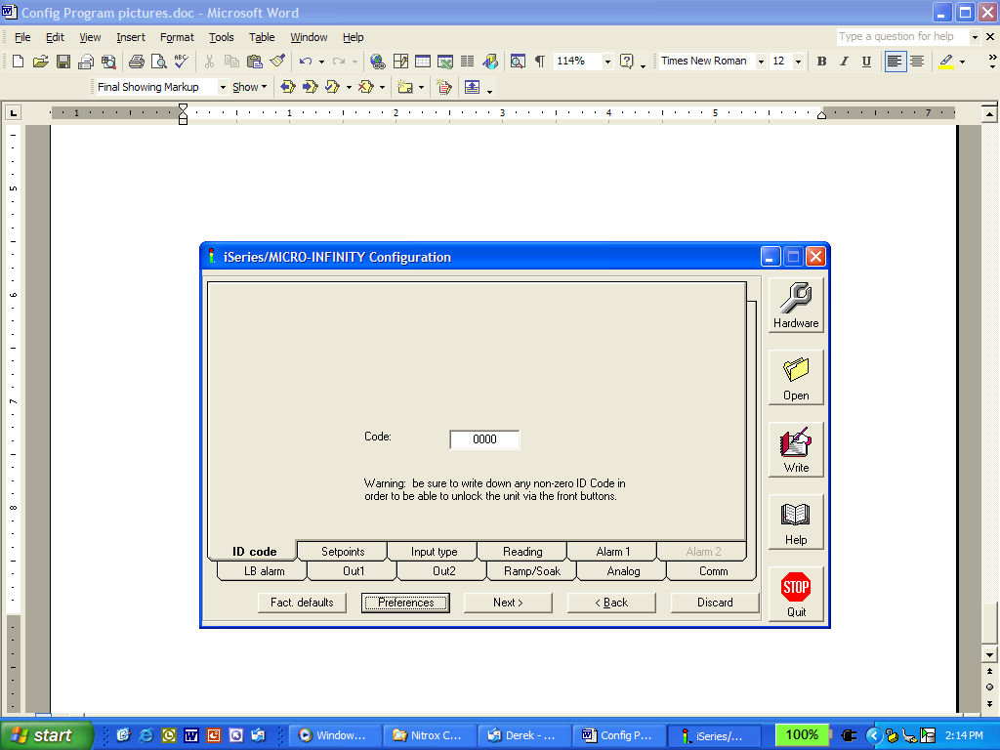 Config Program pictures.doc - Microsoft Word
File Edit View Insert Format Tools Table Window Help
Type a question for help
114%
Times New Roman
12
B I U
Final Showing Markup
Show
L
1 1 2 3 4 5 7
5
6
7
8
iSeries/MICRO-INFINITY Configuration
Hardware
Open
Write
Help
STOP
Quit
Code:
0000
Warning: be sure to write down any non-zero ID Code in
order to be able to unlock the unit via the front buttons.
ID code Setpoints Input type Reading Alarm 1 Alarm 2
LB alarm Out1 Out2 Ramp/Soak Analog Comm
Fact. defaults Preferences Next > < Back Discard
start
Windows...
Nitrox C...
Derek - ...
Config P...
iSeries/...
100%
2:14 PM